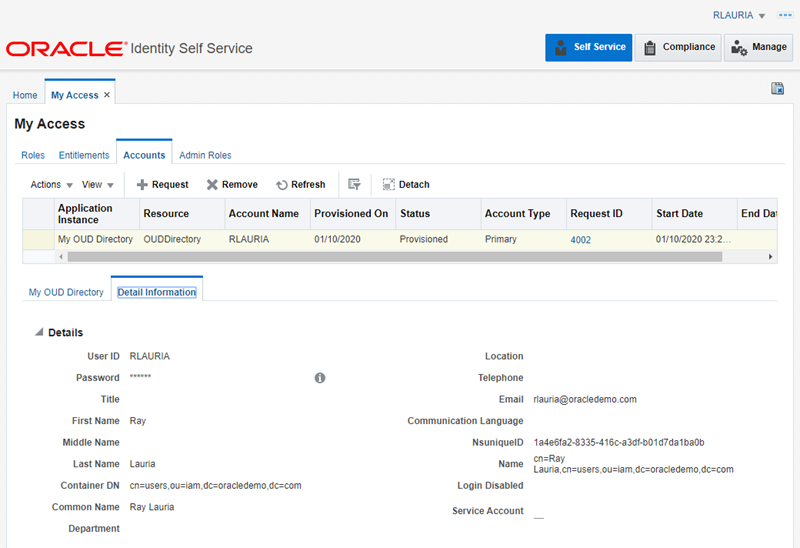 RLAURIA
ORACLE Identity Self Service
Self Service Compliance Manage
Home My Access ×
My Access
Roles Entitlements Accounts Admin Roles
Actions View Request Remove Refresh Detach
Application Instance Resource Account Name Provisioned On Status Account Type Request ID Start Date End Dat
My OUD Directory OUDDirectory RLAURIA 01/10/2020 Provisioned Primary 4002 01/10/2020 23:2...
My OUD Directory Detail Information
Details
User ID RLAURIA Location
Password ****** Telephone
Title Email rlauria@oracledemo.com
First Name Ray Communication Language
Middle Name NsuniqueID 1a4e6fa2-8335-416c-a3df-b01d7da1ba0b
Last Name Lauria Name cn=Ray
Lauria,cn=users,ou=iam,dc=oracledemo,dc=com
Container DN cn=users,ou=iam,dc=oracledemo,dc=com Login Disabled
Common Name Ray Lauria Service Account
Department